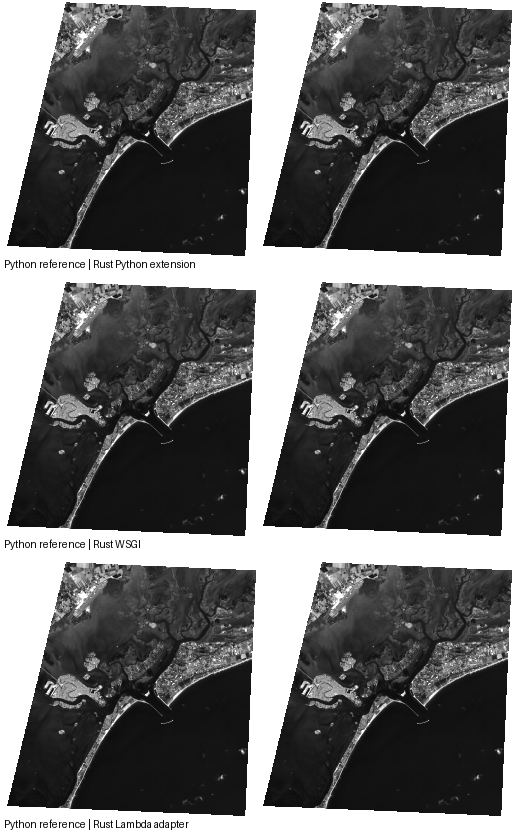 Python reference | Rust Python extension
Python reference | Rust WSGI
Python reference | Rust Lambda adapter